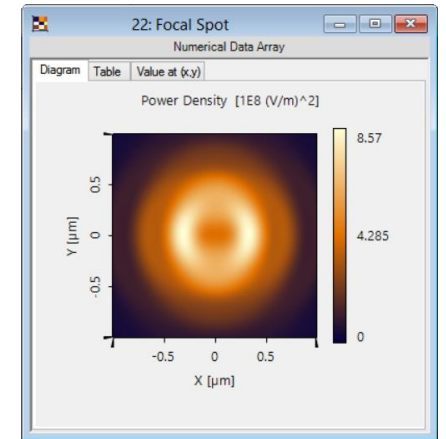 22: Focal Spot
Numerical Data Array
Diagram Table Value at (x,y)
Power Density [1E8 (V/m)^2]
8.57
4.285
0
0.5
0
-0.5
Y [µm]
-0.5 0 0.5
X [µm]